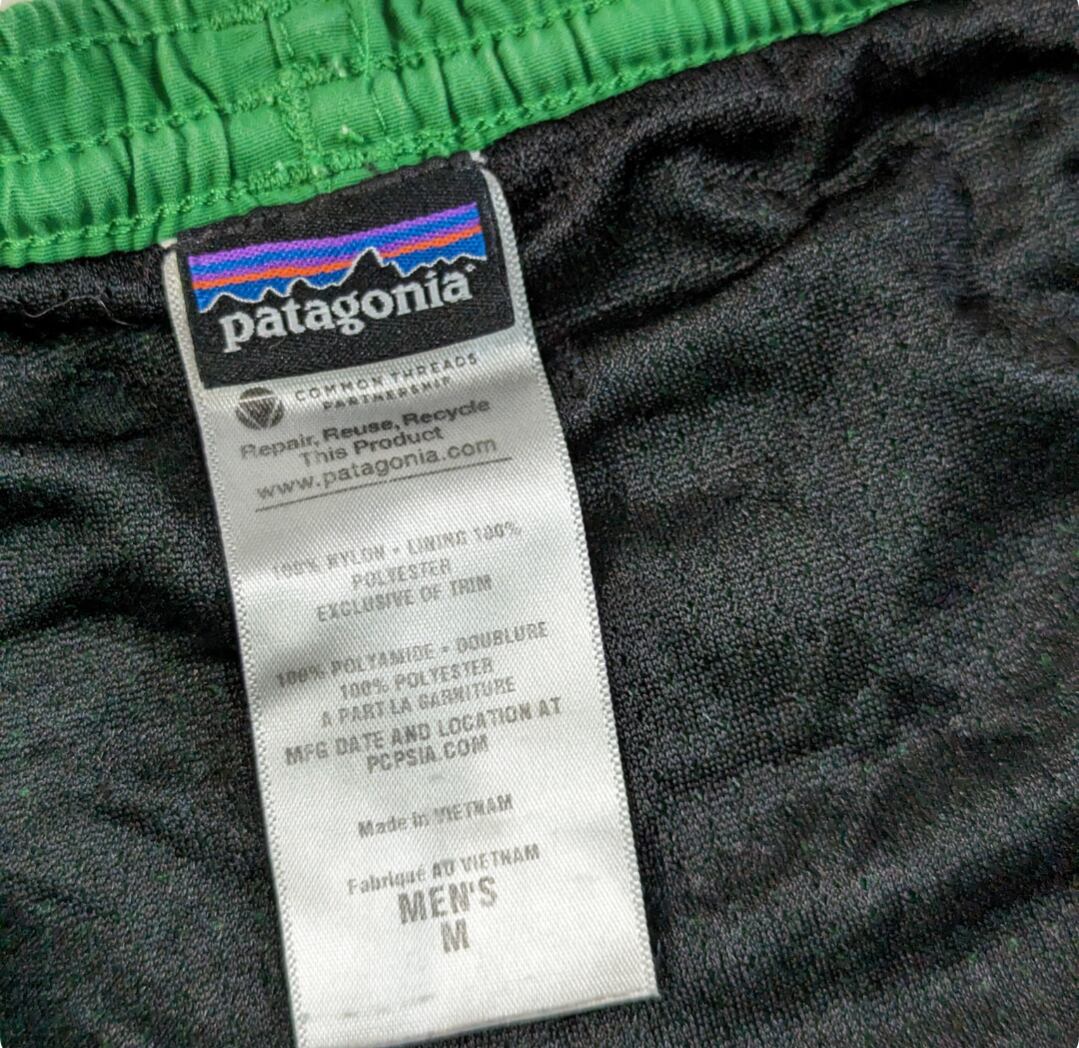 patagonia
COMMON THREADS
PARTNERSHIP
Repair, Reuse, Recycle
This Product
www.patagonia.com
100% NYLON • LINING 100%
POLYESTER
EXCLUSIVE OF TRIM
100% POLYAMIDE • DOUBLURE
100% POLYESTER
A PART LA GARNITURE
MFG DATE AND LOCATION AT
PCPSIA.COM
Made in VIETNAM
Fabriqué AU VIETNAM
MEN'S
M